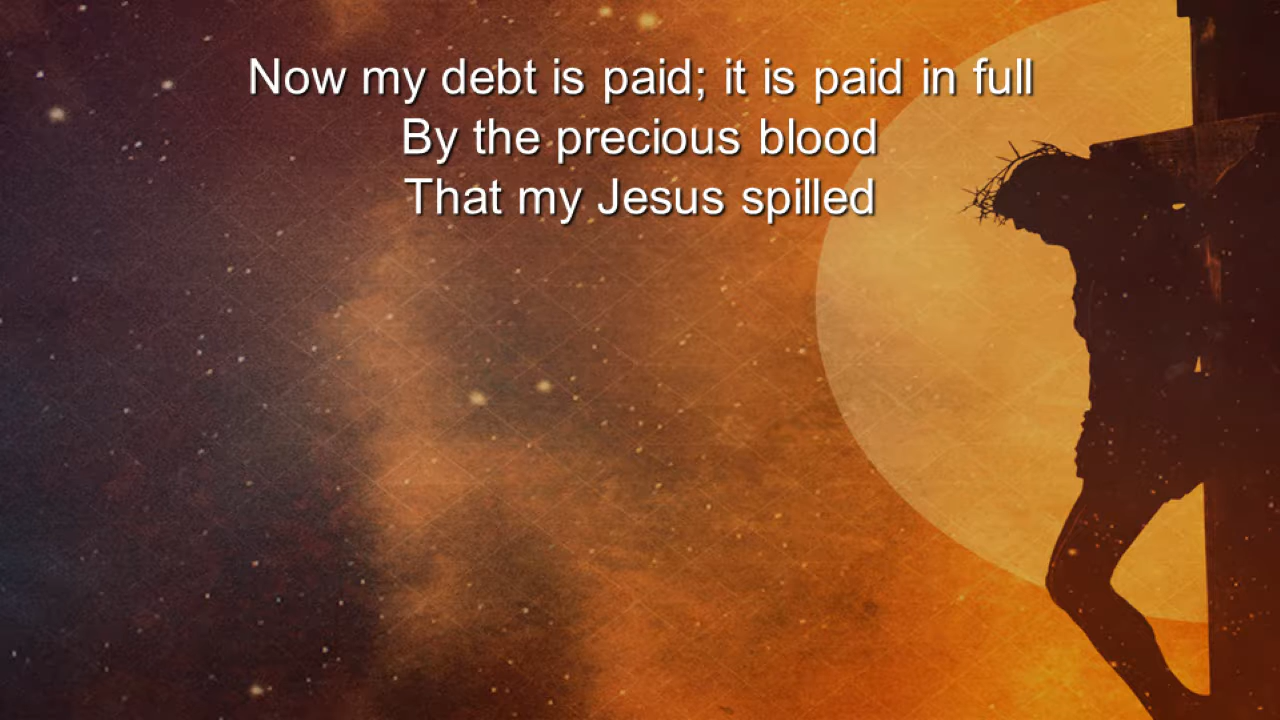 Now my debt is paid; it is paid in full
By the precious blood
That my Jesus spilled